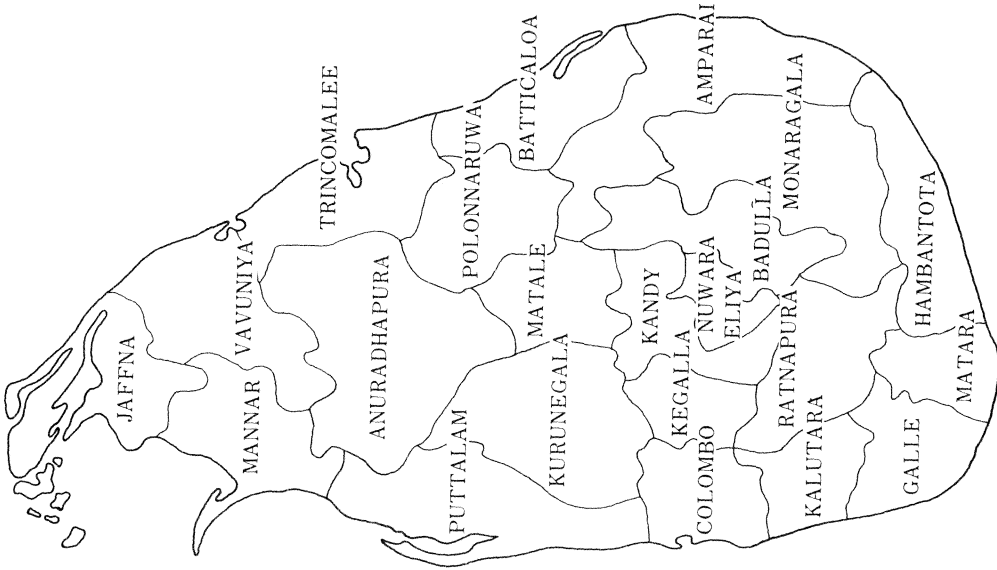 JAFFNA
VAVUNIYA
MANNAR
TRINCOMALEE
ANURADHAPURA
POLONNARUWA
PUTTALAM
BATTICALOA
MATALE
KURUNEGALA
KANDY
AMPARAI
NUWARA
ELIYA
BADULLA
MONARAGALA
KEGALLA
COLOMBO
RATNAPURA
KALUTARA
HAMBANTOTA
GALLE
MATARA